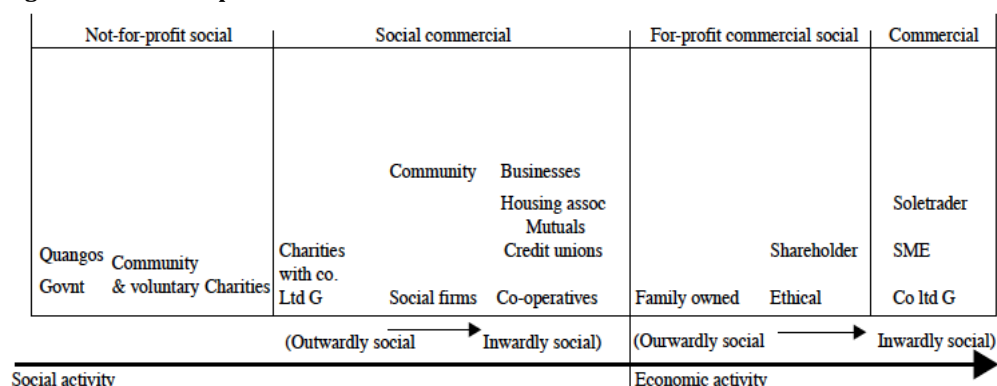 Not-for-profit social Social commercial For-profit commercial social Commercial
Community Businesses
Housing assoc
Mutuals
Soletrader
Quangos Community Charities Credit unions Shareholder SME
with co.
Govnt & voluntary Charities Ltd G Social firms Co-operatives Family owned Ethical Co ltd G
(Outwardly social Inwardly social) (Ourwardly social Inwardly social)
Social activity Economic activity